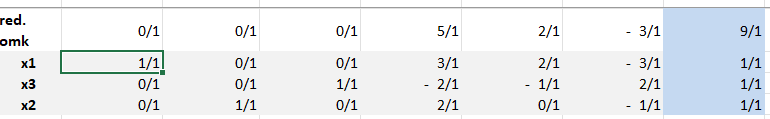 red.
omk 0/1 0/1 0/1 5/1 2/1 - 3/1 9/1
x1 1/1 0/1 0/1 3/1 2/1 - 3/1 1/1
x3 0/1 0/1 1/1 - 2/1 - 1/1 2/1 1/1
x2 0/1 1/1 0/1 2/1 0/1 - 1/1 1/1